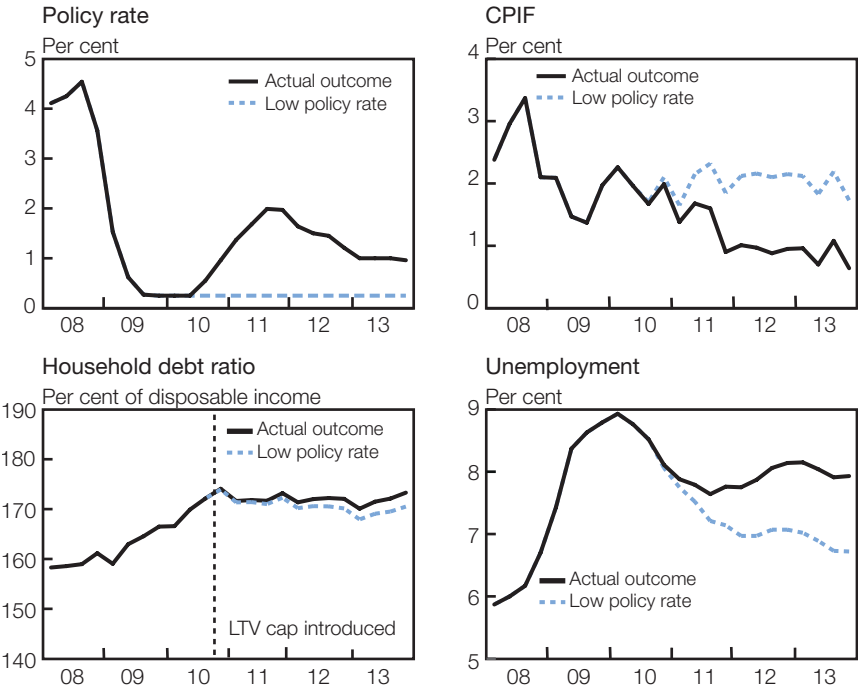 Policy rate
Per cent
5
4
3
2
1
0
Actual outcome
Low policy rate
08 09 10 11 12 13
CPIF
Per cent
4
3
2
1
0
Actual outcome
Low policy rate
08 09 10 11 12 13
Household debt ratio
Per cent of disposable income
190
180
170
160
150
140
Actual outcome
Low policy rate
LTV cap introduced
08 09 10 11 12 13
Unemployment
Per cent
9
8
7
6
5
Actual outcome
Low policy rate
08 09 10 11 12 13